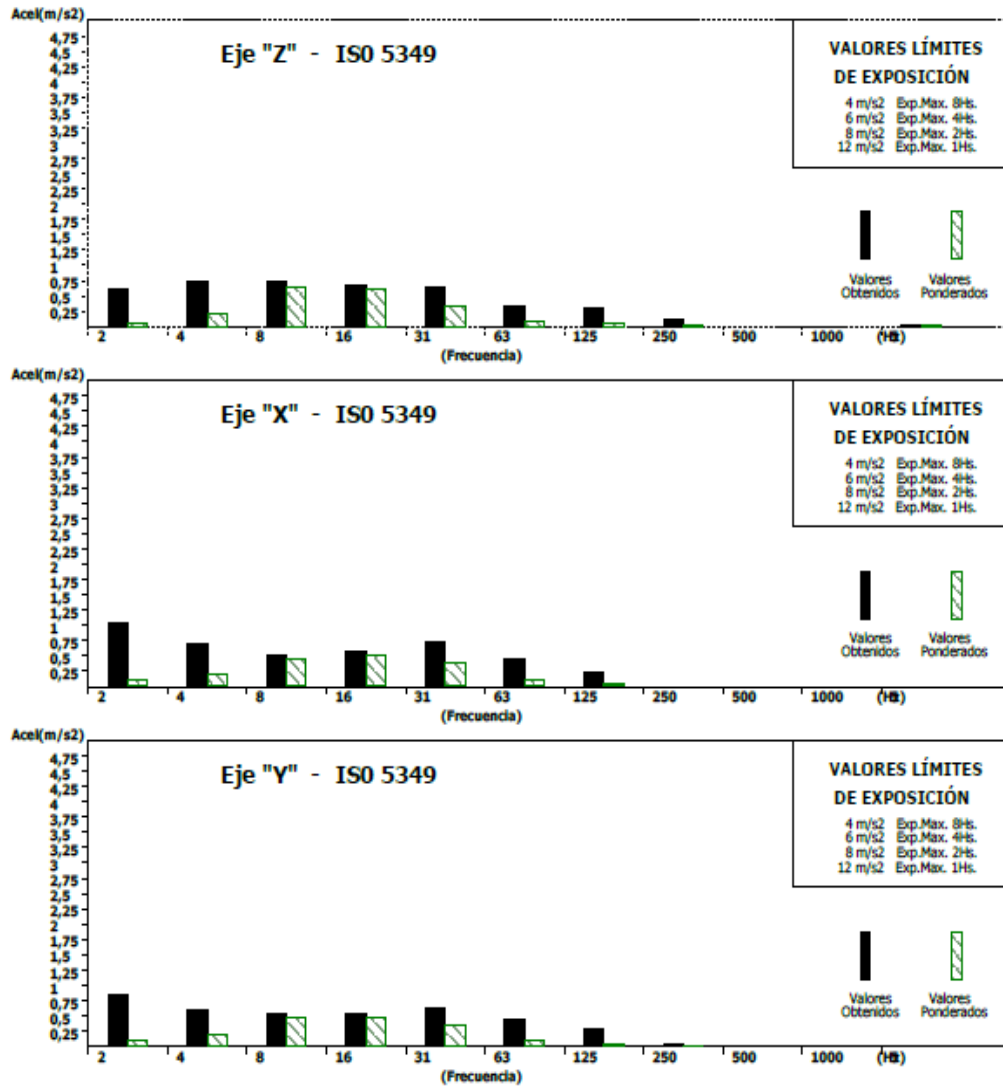 Acel(m/s2)
4,75
4,5
4,25
4
3,75
3,5
3,25
3
2,75
2,5
2,25
2
1,75
1,5
1,25
1
0,75
0,5
0,25
Eje "Z" - IS0 5349
VALORES LÍMITES
DE EXPOSICIÓN
4 m/s2 Exp.Max. 8Hs.
6 m/s2 Exp.Max. 4Hs.
8 m/s2 Exp.Max. 2Hs.
12 m/s2 Exp.Max. 1Hs.
Valores Obtenidos
Valores Ponderados
2 4 8 16 31 63 125 250 500 1000
(Frecuencia)
Acel(m/s2)
4,75
4,5
4,25
4
3,75
3,5
3,25
3
2,75
2,5
2,25
2
1,75
1,5
1,25
1
0,75
0,5
0,25
Eje "X" - IS0 5349
VALORES LÍMITES
DE EXPOSICIÓN
4 m/s2 Exp.Max. 8Hs.
6 m/s2 Exp.Max. 4Hs.
8 m/s2 Exp.Max. 2Hs.
12 m/s2 Exp.Max. 1Hs.
Valores Obtenidos
Valores Ponderados
2 4 8 16 31 63 125 250 500 1000
(Frecuencia)
Acel(m/s2)
4,75
4,5
4,25
4
3,75
3,5
3,25
3
2,75
2,5
2,25
2
1,75
1,5
1,25
1
0,75
0,5
0,25
Eje "Y" - IS0 5349
VALORES LÍMITES
DE EXPOSICIÓN
4 m/s2 Exp.Max. 8Hs.
6 m/s2 Exp.Max. 4Hs.
8 m/s2 Exp.Max. 2Hs.
12 m/s2 Exp.Max. 1Hs.
Valores Obtenidos
Valores Ponderados
2 4 8 16 31 63 125 250 500 1000
(Frecuencia)